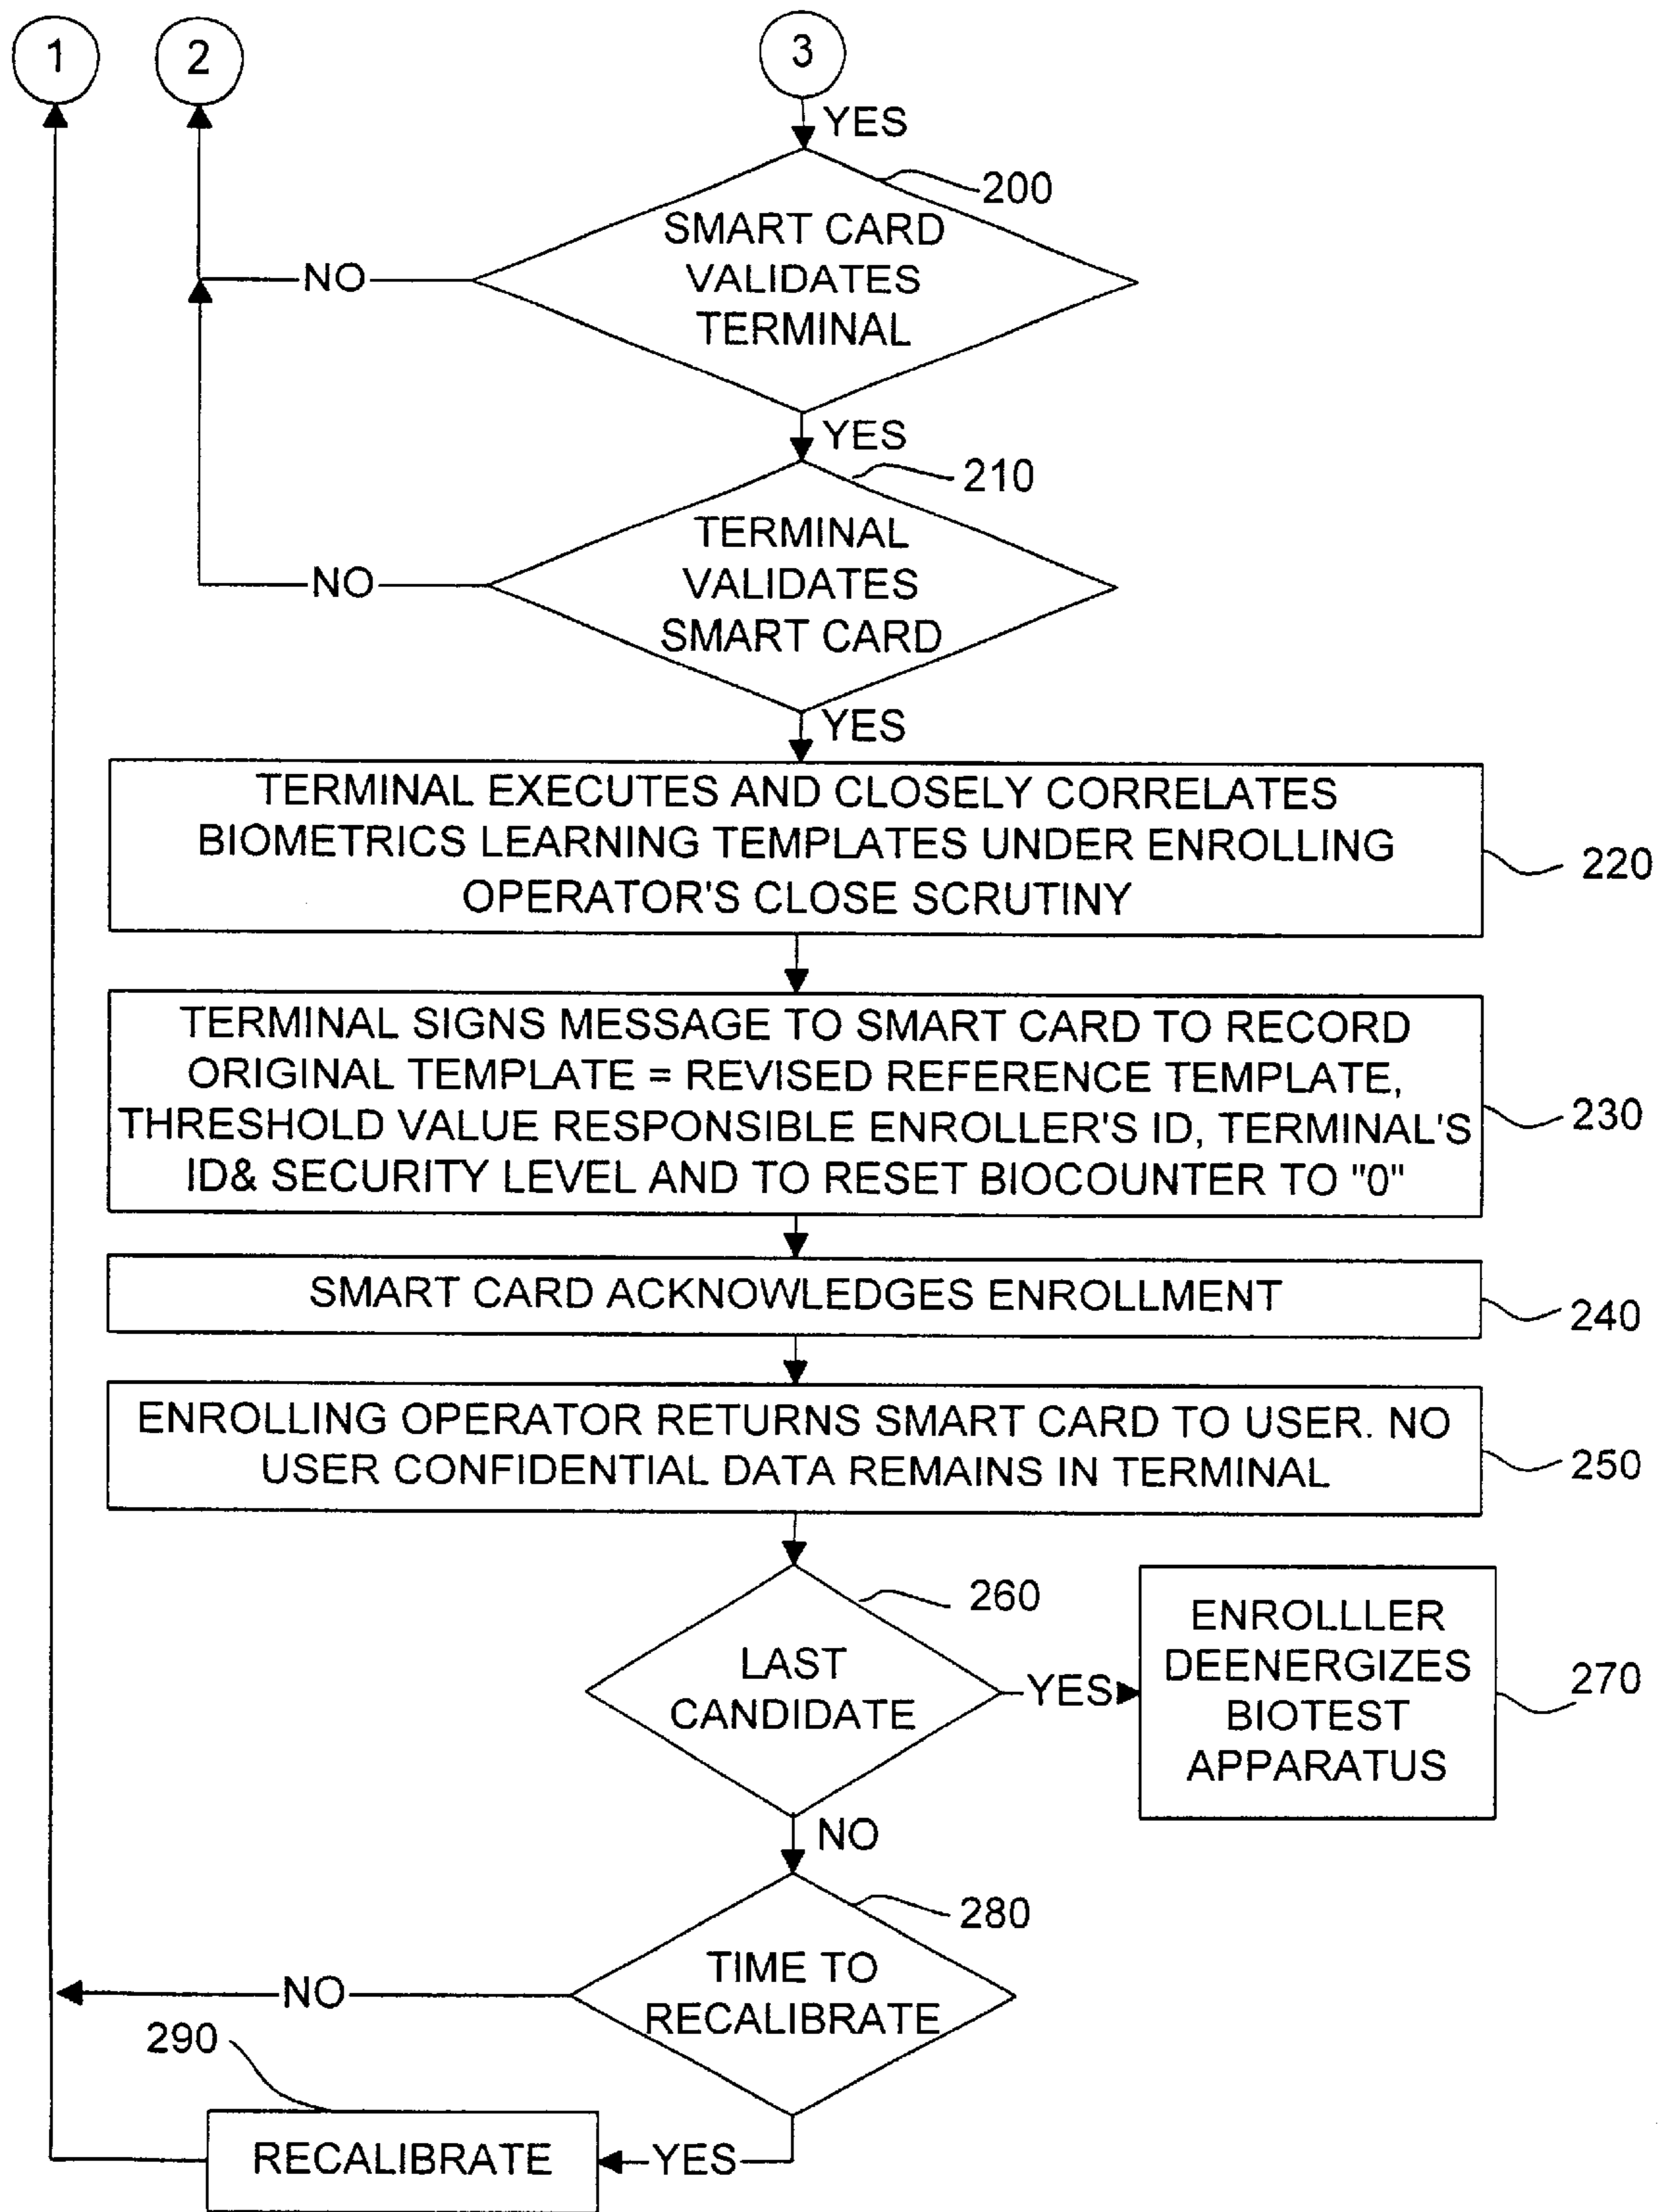 1
2
3
YES
200
SMART CARD
VALIDATES
TERMINAL
NO
YES
210
TERMINAL
VALIDATES
SMART CARD
NO
YES
TERMINAL EXECUTES AND CLOSELY CORRELATES
BIOMETRICS LEARNING TEMPLATES UNDER ENROLLING
OPERATOR'S CLOSE SCRUTINY
220
TERMINAL SIGNS MESSAGE TO SMART CARD TO RECORD
ORIGINAL TEMPLATE = REVISED REFERENCE TEMPLATE,
THRESHOLD VALUE RESPONSIBLE ENROLLER'S ID, TERMINAL'S
ID& SECURITY LEVEL AND TO RESET BIOCOUNTER TO "0"
230
SMART CARD ACKNOWLEDGES ENROLLMENT
240
ENROLLING OPERATOR RETURNS SMART CARD TO USER. NO
USER CONFIDENTIAL DATA REMAINS IN TERMINAL
250
260
LAST
CANDIDATE
YES
ENROLLLER
DEENERGIZES
BIOTEST
APPARATUS
270
NO
280
TIME TO
RECALIBRATE
NO
290
RECALIBRATE
YES